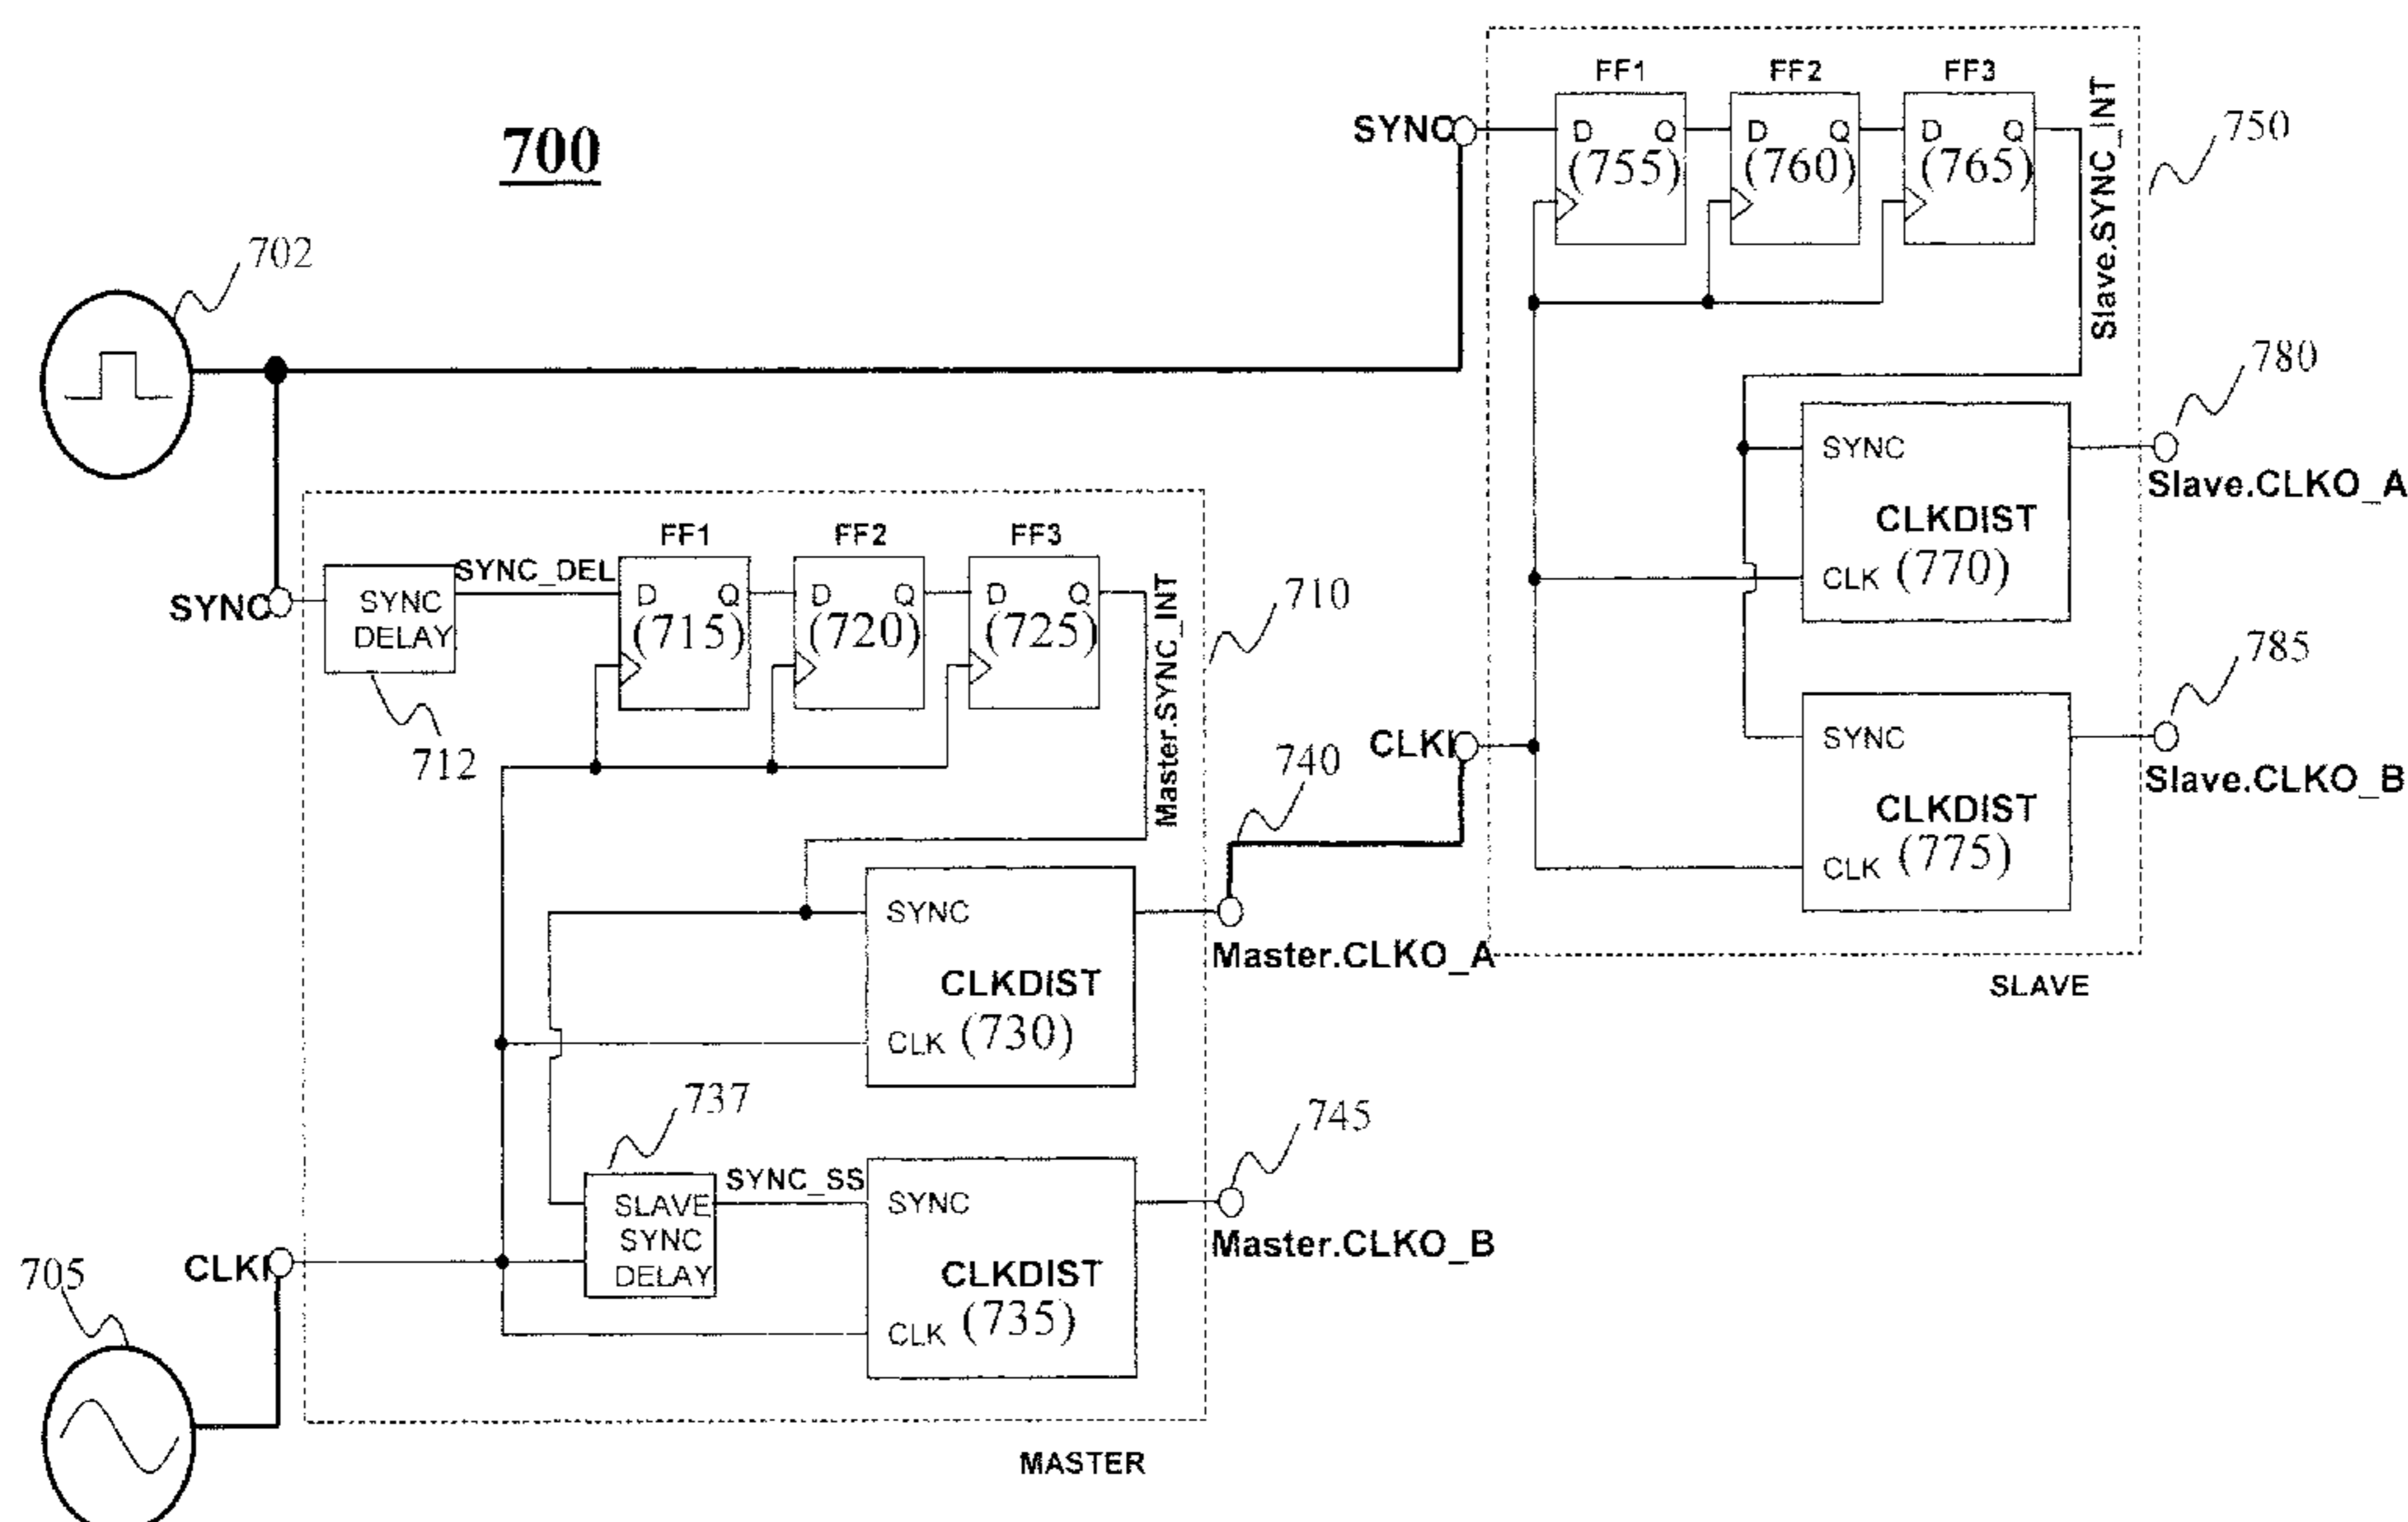 700
702
SYNC
FF1 FF2 FF3
D Q D Q D Q
(755) (760) (765)
Slave.SYNC_INT
750
SYNC
CLKDIST
CLK (770)
780
Slave.CLKO_A
SYNC
CLKDIST
CLK (775)
785
Slave.CLKO_B
CLKI
SLAVE
SYNC
SYNC
DELAY
712
SYNC_DEL
FF1 FF2 FF3
D Q D Q D Q
(715) (720) (725)
Master.SYNC_INT
710
SYNC
CLKDIST
CLK (730)
740
Master.CLKO_A
737
SLAVE
SYNC
DELAY
SYNC_SS
SYNC
CLKDIST
CLK (735)
745
Master.CLKO_B
705
CLKI
MASTER